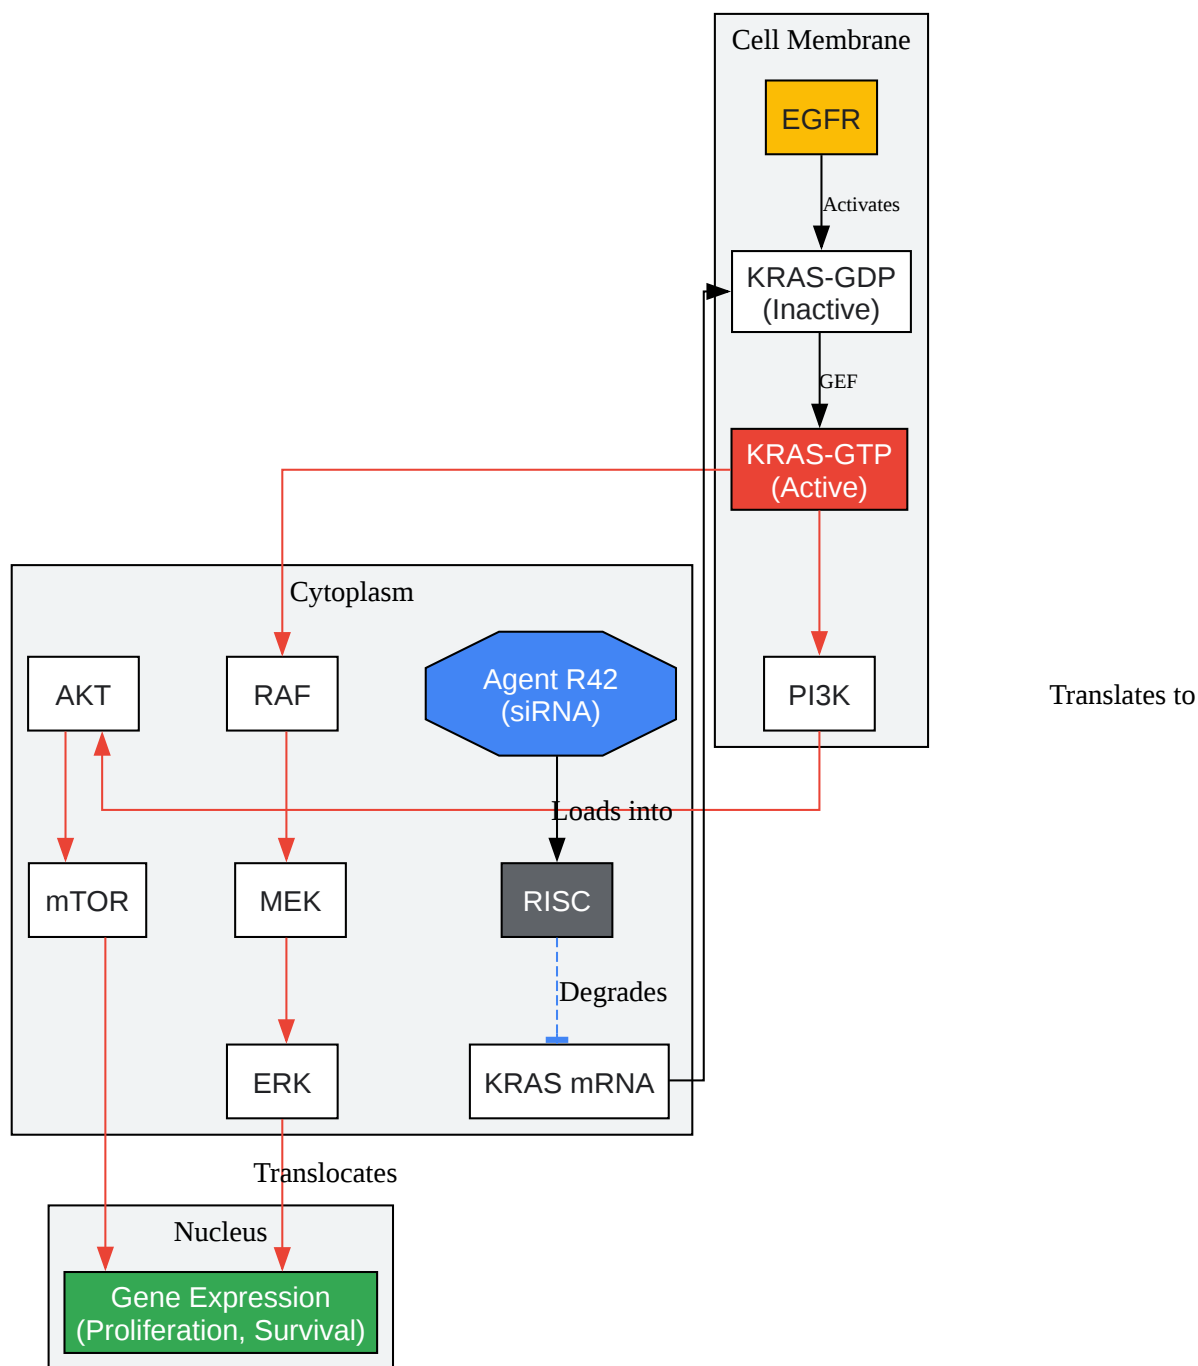 Cell Membrane
EGFR
Activates
KRAS-GDP
(Inactive)
GEF
KRAS-GTP
(Active)
Cytoplasm
AKT
RAF
Agent R42
(siRNA)
PI3K
Translates to
Loads into
mTOR
MEK
RISC
Degrades
ERK
KRAS mRNA
Translocates
Nucleus
Gene Expression
(Proliferation, Survival)